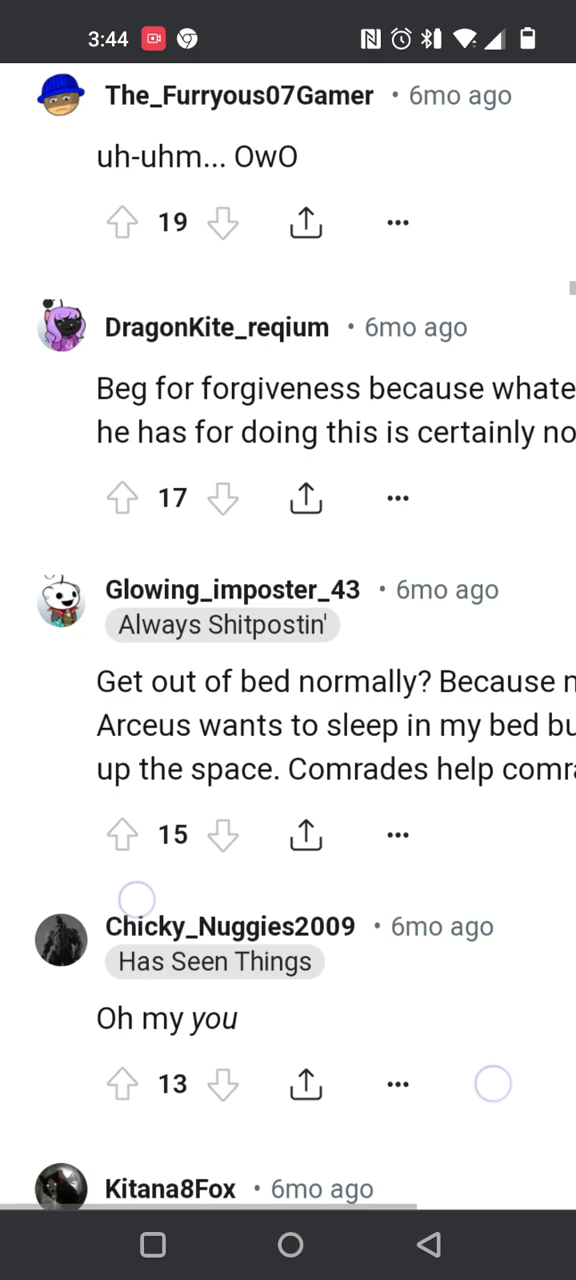 3:44
The_Furryous07Gamer • 6mo ago
uh-uhm... OwO
19
DragonKite_reqium • 6mo ago
Beg for forgiveness because whate
he has for doing this is certainly no
17
Glowing_imposter_43 • 6mo ago
Always Shitpostin'
Get out of bed normally? Because
Arceus wants to sleep in my bed bu
up the space. Comrades help comra
15
Chicky_Nuggies2009 • 6mo ago
Has Seen Things
Oh my you
13
Kitana8Fox • 6mo ago